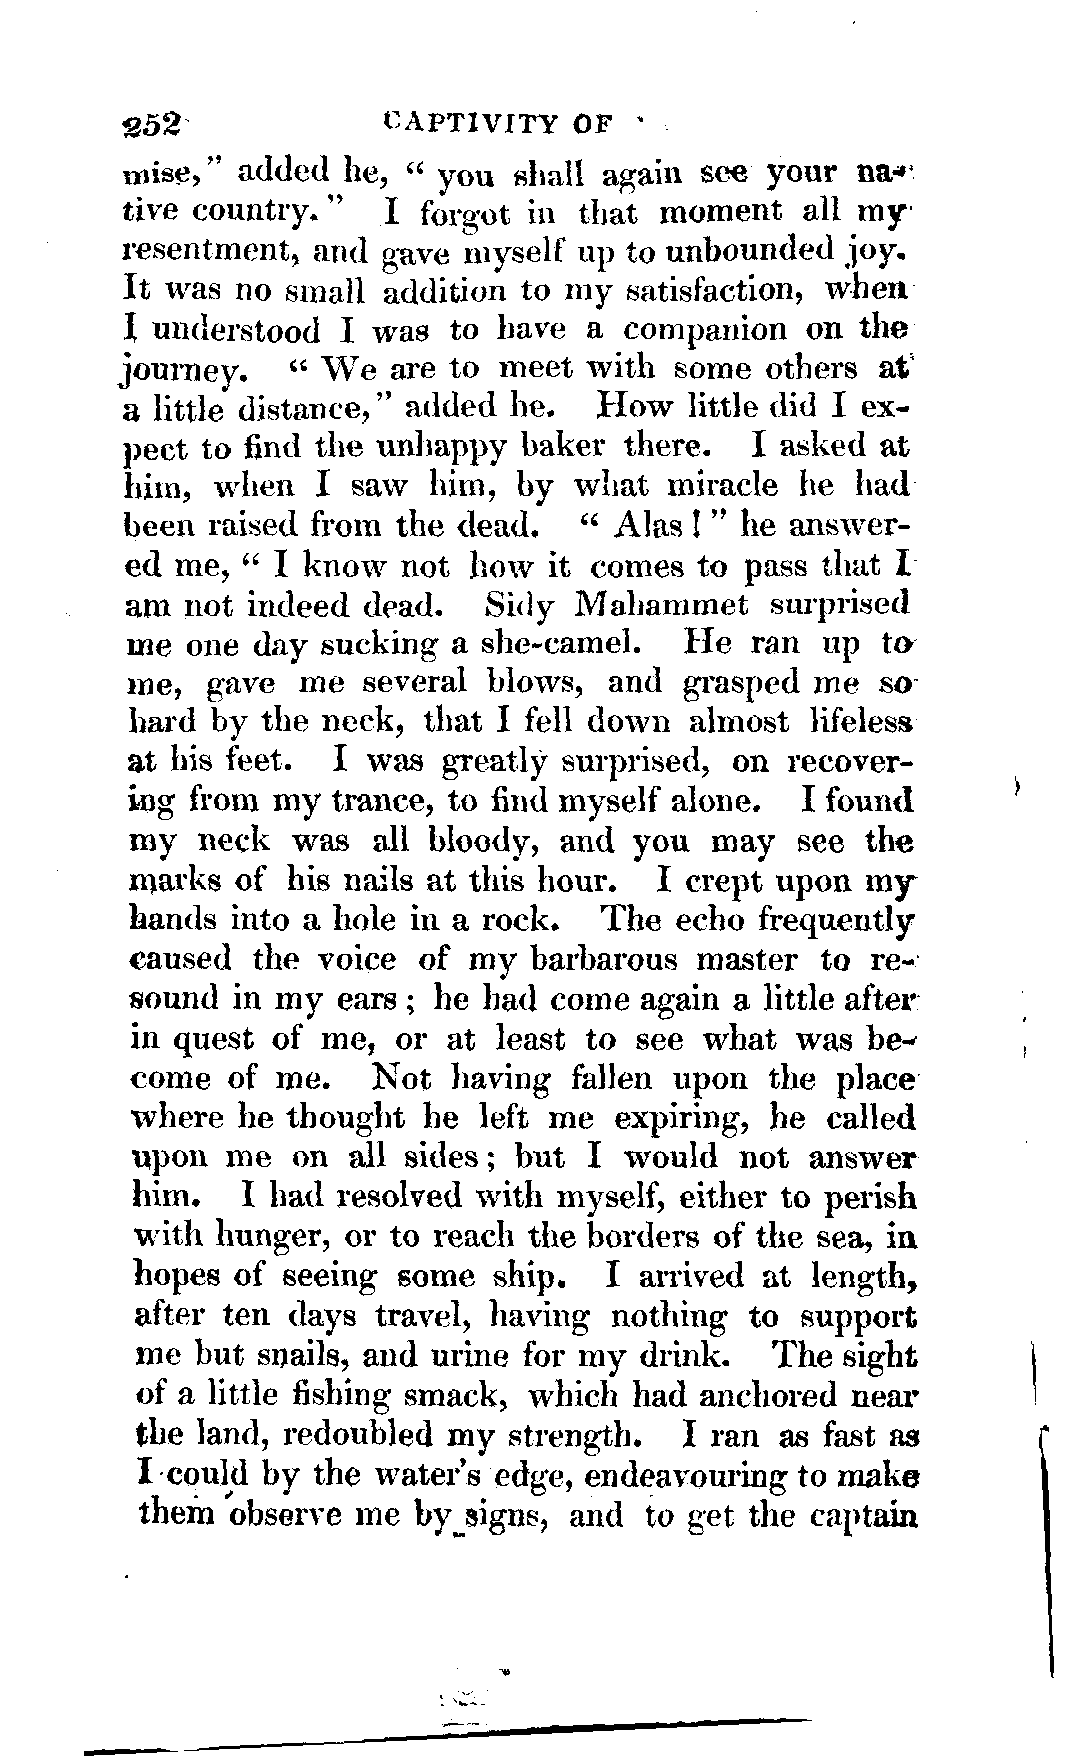 252 CAPTIVITY OF
mise," added he, " you shall again see your na-
tive country." I forgot in that moment all my
resentment, and gave myself up to unbounded joy.
It was no small addition to my satisfaction, when
I understood I was to have a companion on the
journey. " We are to meet with some others at
a little distance," added he. How little did I ex-
pect to find the unhappy baker there. I asked at
him, when I saw him, by what miracle he had
been raised from the dead. " Alas ! " he answer-
ed me, " I know not how it comes to pass that I
am not indeed dead. Sidy Mahammet surprised
me one day sucking a she-camel. He ran up to
me, gave me several blows, and grasped me so
hard by the neck, that I fell down almost lifeless
at his feet. I was greatly surprised, on recover-
ing from my trance, to find myself alone. I found
my neck was all bloody, and you may see the
marks of his nails at this hour. I crept upon my
hands into a hole in a rock. The echo frequently
caused the voice of my barbarous master to re-
sound in my ears ; he had come again a little after
in quest of me, or at least to see what was be-
come of me. Not having fallen upon the place
where he thought he left me expiring, he called
upon me on all sides ; but I would not answer
him. I had resolved with myself, either to perish
with hunger, or to reach the borders of the sea, in
hopes of seeing some ship. I arrived at length,
after ten days travel, having nothing to support
me but snails, and urine for my drink. The sight
of a little fishing smack, which had anchored near
the land, redoubled my strength. I ran as fast as
I could by the water's edge, endeavouring to make
them observe me by signs, and to get the captain